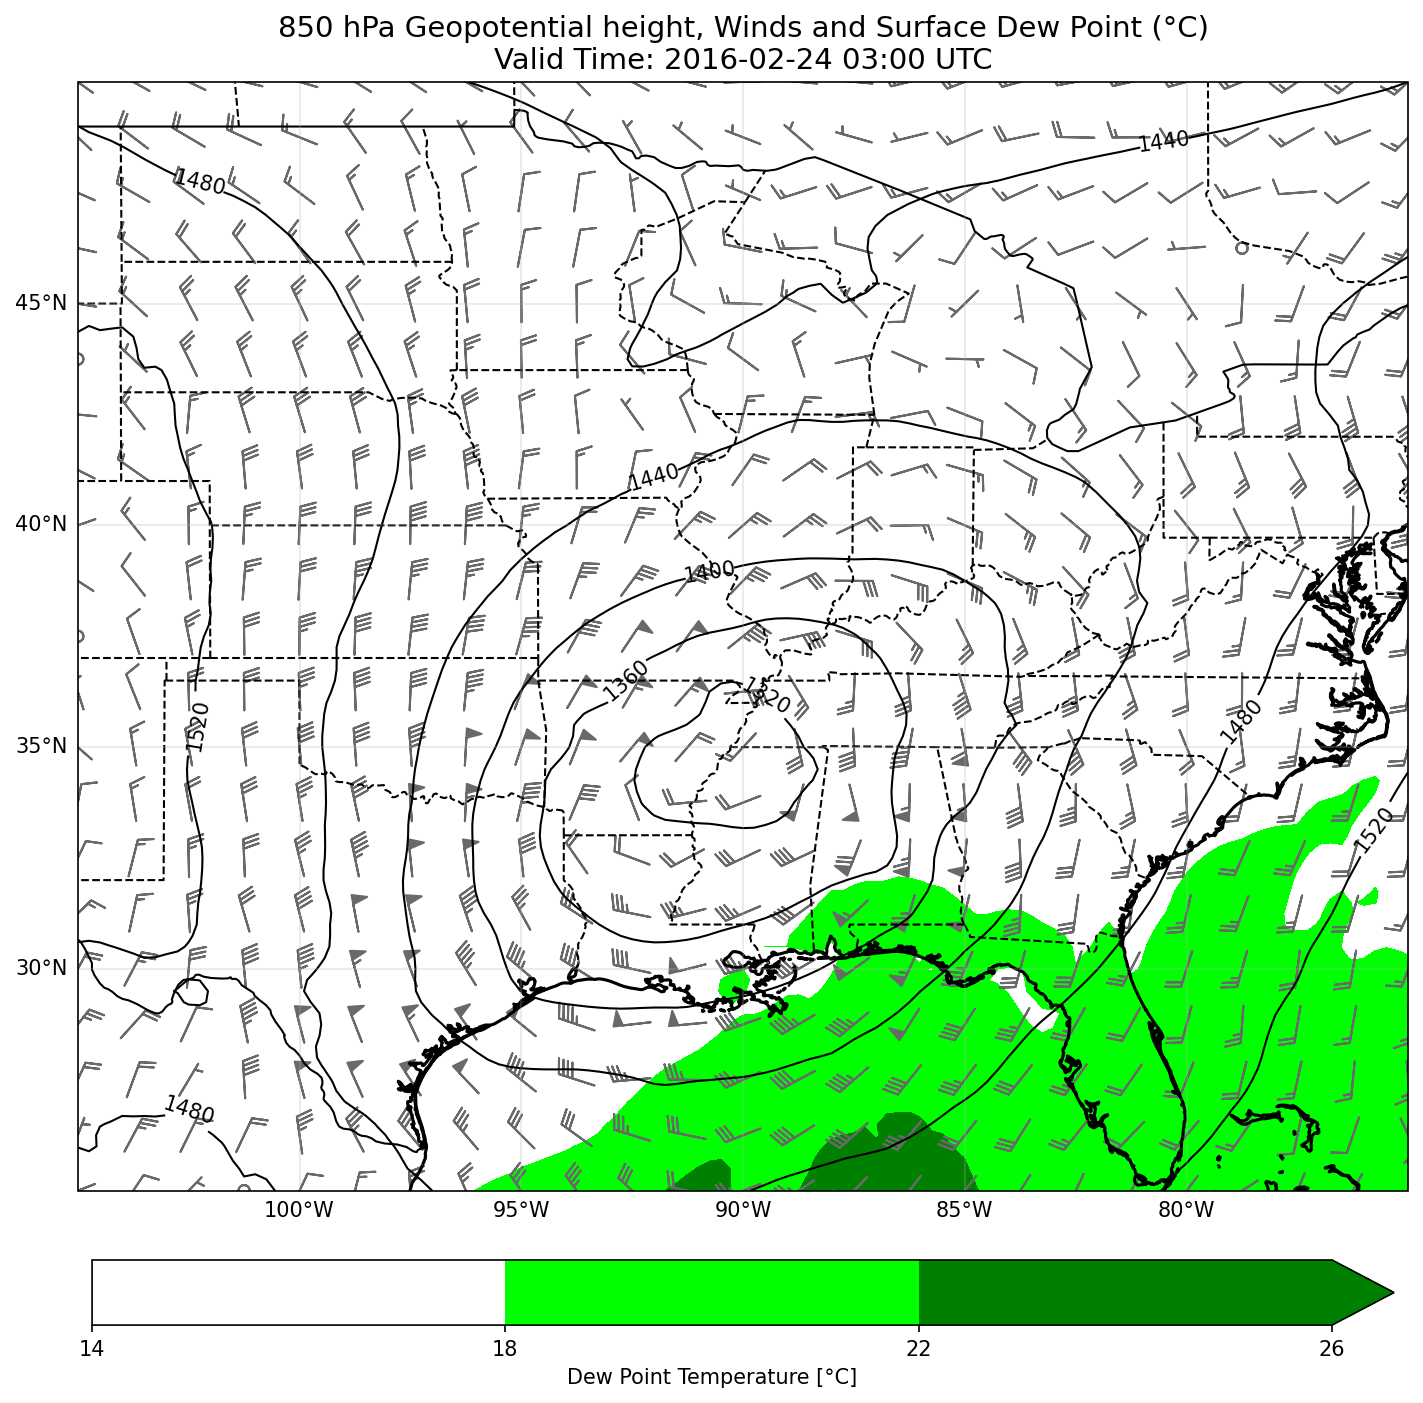 850 hPa Geopotential height, Winds and Surface Dew Point (°C)
Valid Time: 2016-02-24 03:00 UTC
1440
1480
45°N
1440
40°N
1400
1360
1320
1520
1480
35°N
1520
30°N
1480
100°W 95°W 90°W 85°W 80°W
14 18 22 26
Dew Point Temperature [°C]